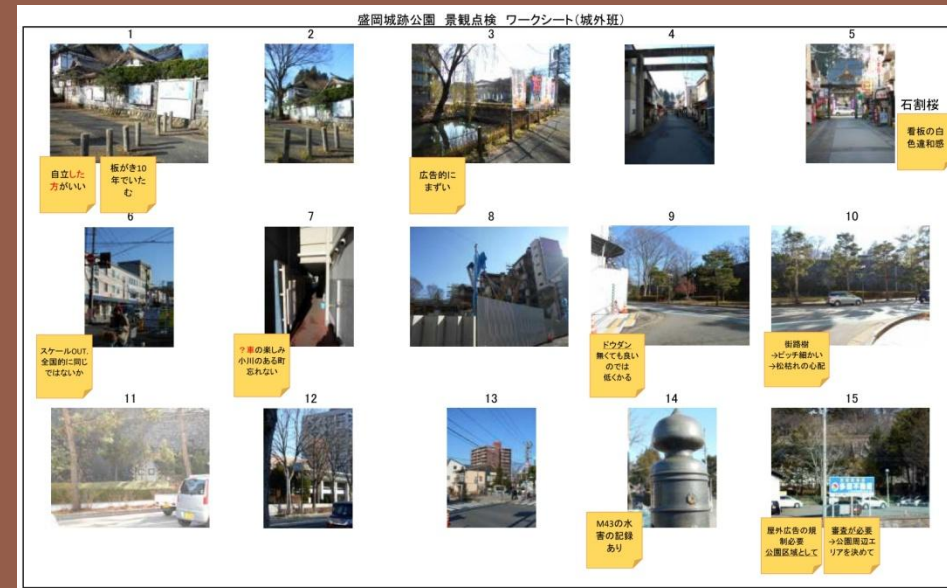 盛岡城跡公園 景観点検 ワークシート(城外班)
1
2
3
4
5
石割桜
自立した
方がいい
板がき10
年でいた
む
広告的に
まずい
看板の白
色違和感
6
7
8
9
10
スケールOUT.
全国的に同じ
ではないか
?車の楽しみ
小川のある町
忘れない
ドウダン
無くても良い
のでは
低くかる
街路樹
→ピッチ細かい
→松枯れの心配
11
12
13
14
15
M43の水
害の記録
あり
屋外広告の規
制必要
公園区域として
審査が必要
→公園周辺エ
リアを決めて